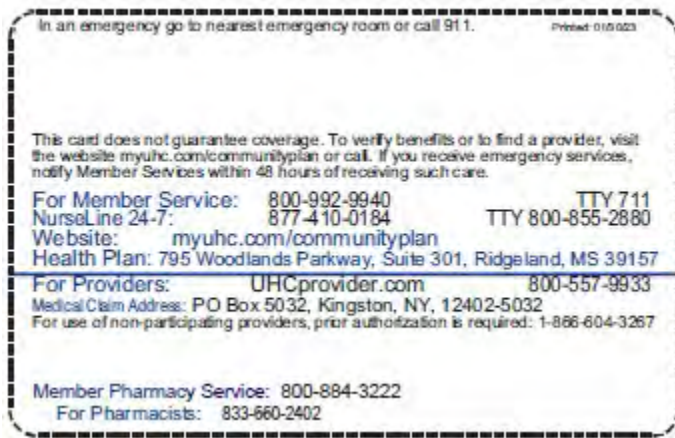 In an emergency go to nearest emergency room or call 911. Printed:
This card does not guarantee coverage. To verify benefits or to find a provider, visit
the website myuhc.com/communityplan or call. If you receive emergency services,
notify Member Services within 48 hours of receiving such care.
For Member Service: 800-992-9940 TTY 711
NurseLine 24-7: 877-410-0184 TTY 800-855-2880
Website: myuhc.com/communityplan
Health Plan: 795 Woodlands Parkway, Suite 301, Ridgeland, MS 39157
For Providers: UHCprovider.com 800-557-9933
Medical Claim Address: PO Box 5032, Kingston, NY, 12402-5032
For use of non-participating providers, prior authorization is required: 1-866-604-3267
Member Pharmacy Service: 800-884-3222
For Pharmacists: 833-660-2402